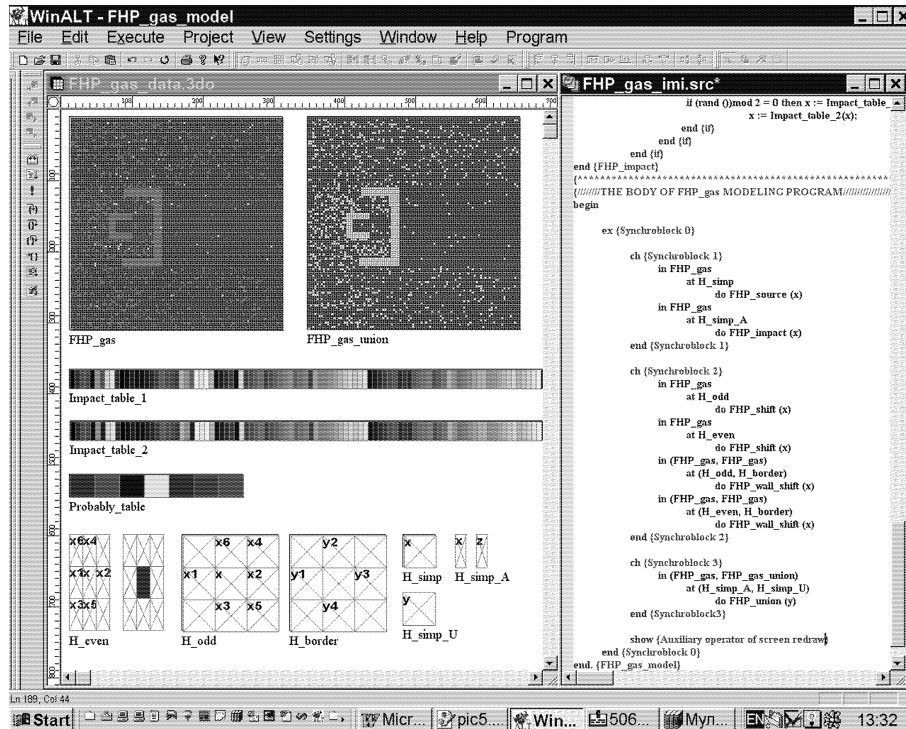 WinALT - FHP_gas_model
File Edit Execute Project View Settings Window Help Program
FHP_gas_data.3do
100 200 300 400 500 600 700
FHP_gas
FHP_gas_union
Impact_table_1
Impact_table_2
Probably_table
x6 x4
x1 x x2
x3 x5
H_even
x6 x4
x1 x x2
x3 x5
H_odd
y2
y1 y3
y4
H_border
x
H_simp
x z
H_simp_A
y
H_simp_U
FHP_gas_imi.src*
if (rand ())mod 2 = 0 then x := Impact_table_
x := Impact_table_2(x);
end {if}
end {if}
end {if}
end {FHP_impact}
THE BODY OF FHP_gas MODELING PROGRAM
begin
ex {Synchroblock 0}
ch {Synchroblock 1}
in FHP_gas
at H_simp
do FHP_source (x)
in FHP_gas
at H_simp_A
do FHP_impact (x)
end {Synchroblock 1}
ch {Synchroblock 2}
in FHP_gas
at H_odd
do FHP_shift (x)
in FHP_gas
at H_even
do FHP_shift (x)
in (FHP_gas, FHP_gas)
at (H_odd, H_border)
do FHP_wall_shift (x)
in (FHP_gas, FHP_gas)
at (H_even, H_border)
do FHP_wall_shift (x)
end {Synchroblock 2}
ch {Synchroblock 3}
in (FHP_gas, FHP_gas_union)
at (H_simp_A, H_simp_U)
do FHP_union (y)
end {Synchroblock3}
show {Auxiliary operator of screen redraw}
end {Synchroblock 0}
end. {FHP_gas_model}
Ln 189, Col 44
Start Micr... pic5... Win... 506... Мул... EN 13:32